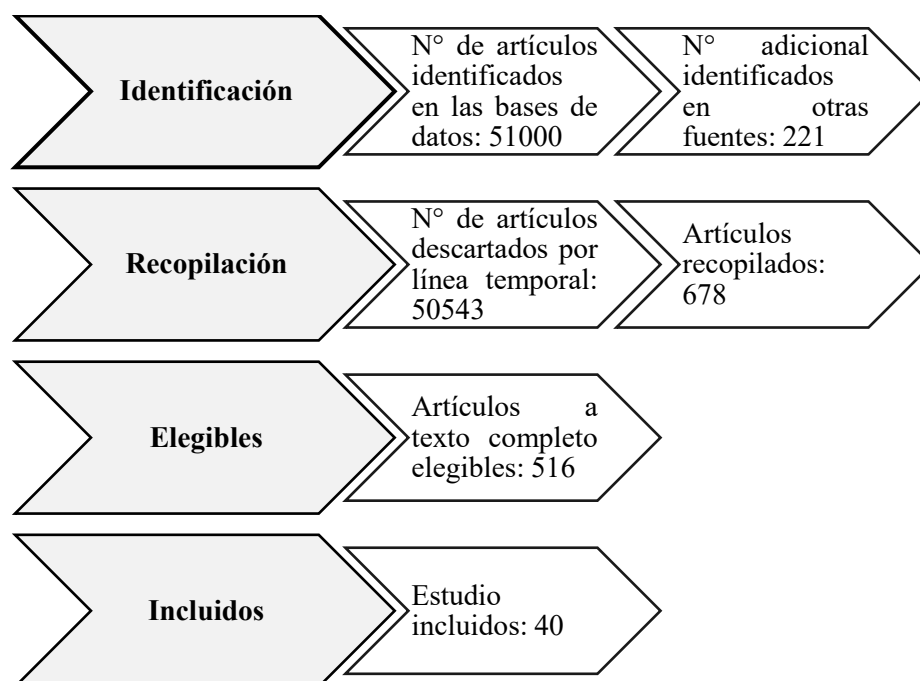 Identificación
N° de artículos
identificados
en las bases de
datos: 51000
N° adicional
identificados
en otras
fuentes: 221
Recopilación
N° de artículos
descartados por
línea temporal:
50543
Artículos
recopilados:
678
Elegibles
Artículos a
texto completo
elegibles: 516
Incluidos
Estudio
incluidos: 40